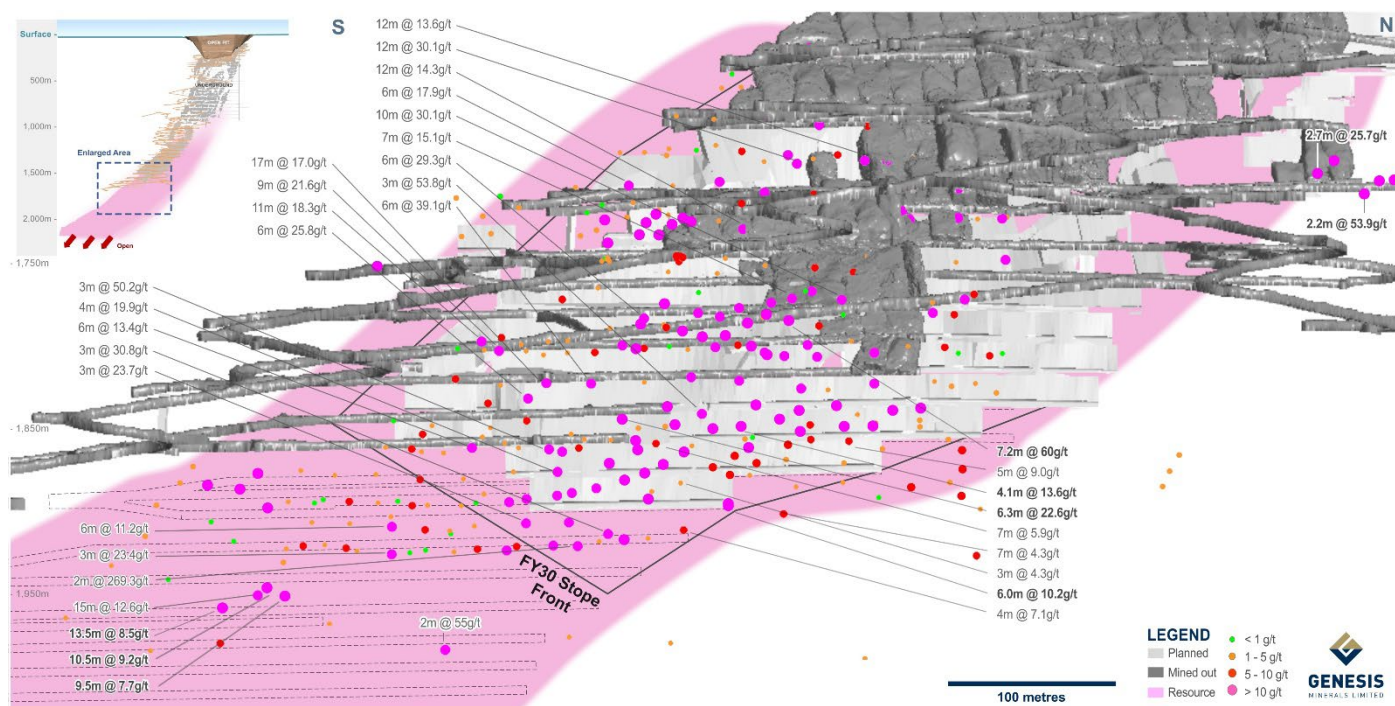 Surface
OPEN PIT
500m
UNDERGROUND
1,000m
Enlarged Area
1,500m
2,000m
Open
S
N
12m @ 13.6g/t
12m @ 30.1g/t
12m @ 14.3g/t
6m @ 17.9g/t
10m @ 30.1g/t
7m @ 15.1g/t
6m @ 29.3g/t
3m @ 53.8g/t
6m @ 39.1g/t
17m @ 17.0g/t
9m @ 21.6g/t
11m @ 18.3g/t
6m @ 25.8g/t
2.7m @ 25.7g/t
2.2m @ 53.9g/t
- 1,750m
3m @ 50.2g/t
4m @ 19.9g/t
6m @ 13.4g/t
3m @ 30.8g/t
3m @ 23.7g/t
-1,850m
7.2m @ 60g/t
5m @ 9.0g/t
4.1m @ 13.6g/t
6.3m @ 22.6g/t
7m @ 5.9g/t
7m @ 4.3g/t
3m @ 4.3g/t
6.0m @ 10.2g/t
4m @ 7.1g/t
6m @ 11.2g/t
3m @ 23.4g/t
2m @ 269.3g/t
-1,950m
15m @ 12.6g/t
13.5m @ 8.5g/t
10.5m @ 9.2g/t
9.5m @ 7.7g/t
2m @ 55g/t
FY30 Stope
Front
100 metres
LEGEND
Planned
Mined out
Resource
< 1 g/t
1 - 5 g/t
5 - 10 g/t
> 10 g/t
GENESIS
MINERALS LIMITED